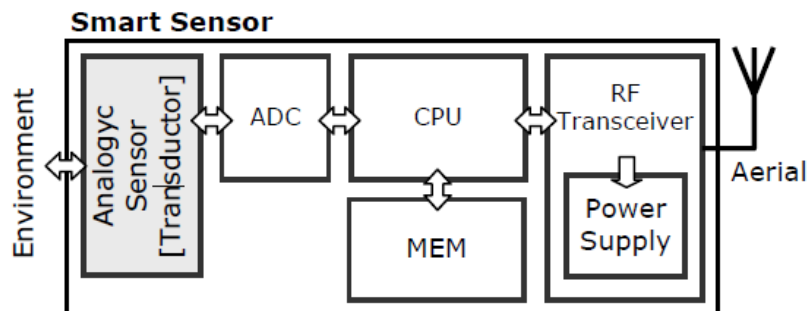 Smart Sensor
Environment
Analogyc
Sensor
[Transductor]
ADC
CPU
MEM
RF
Transceiver
Power
Supply
Aerial